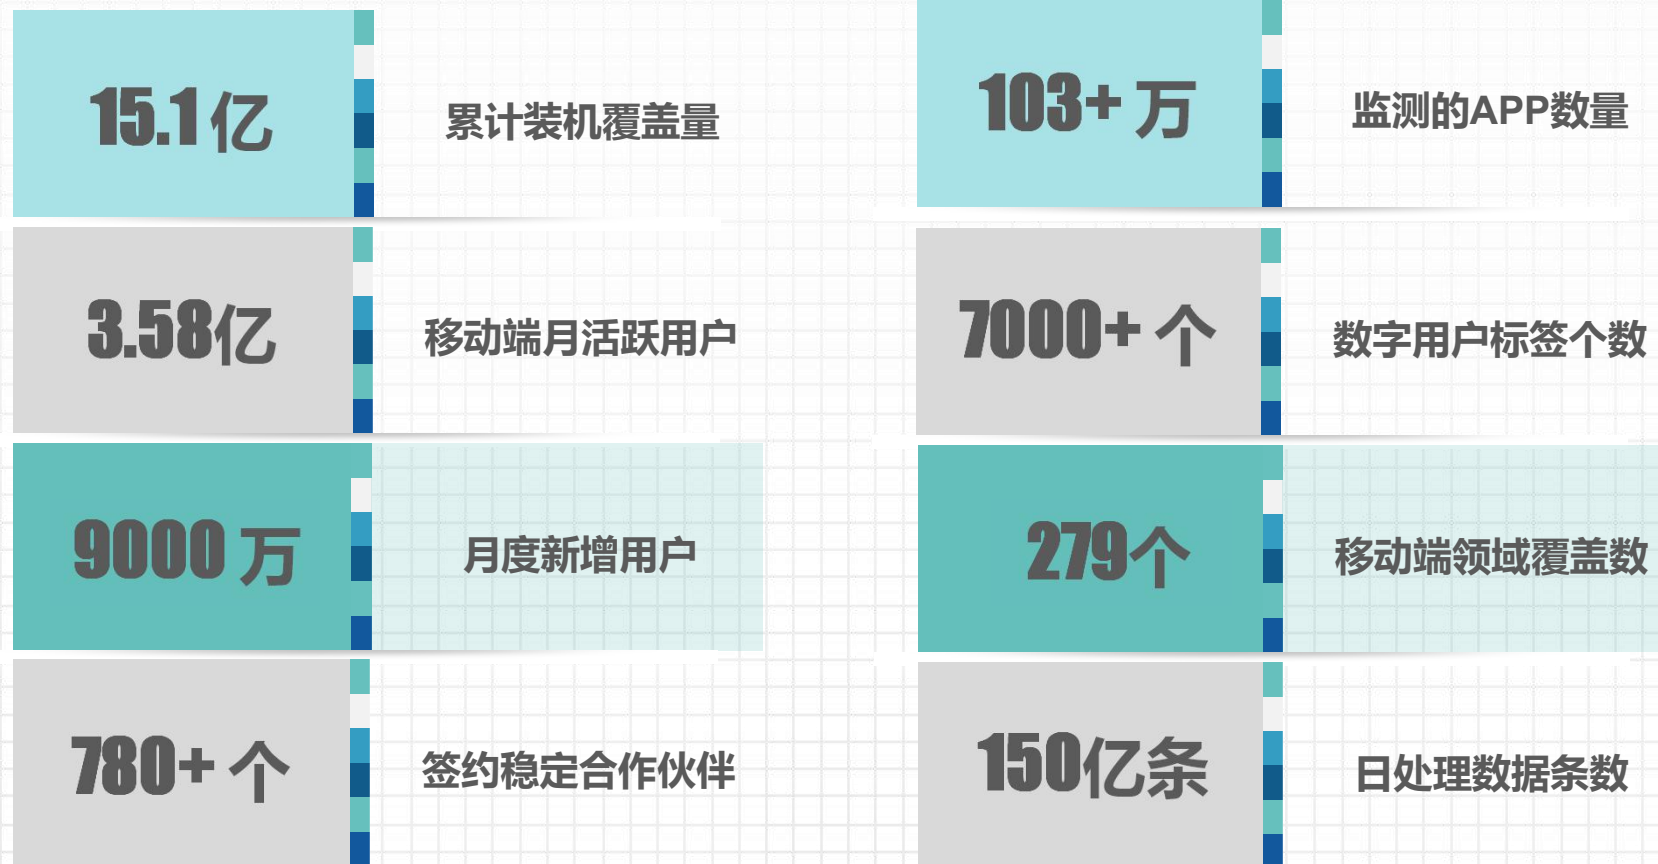 15.1 亿 累计装机覆盖量
103+ 万 监测的APP数量
3.58亿 移动端月活跃用户
7000+ 个 数字用户标签个数
9000 万 月度新增用户
279个 移动端领域覆盖数
780+ 个 签约稳定合作伙伴
150亿条 日处理数据条数